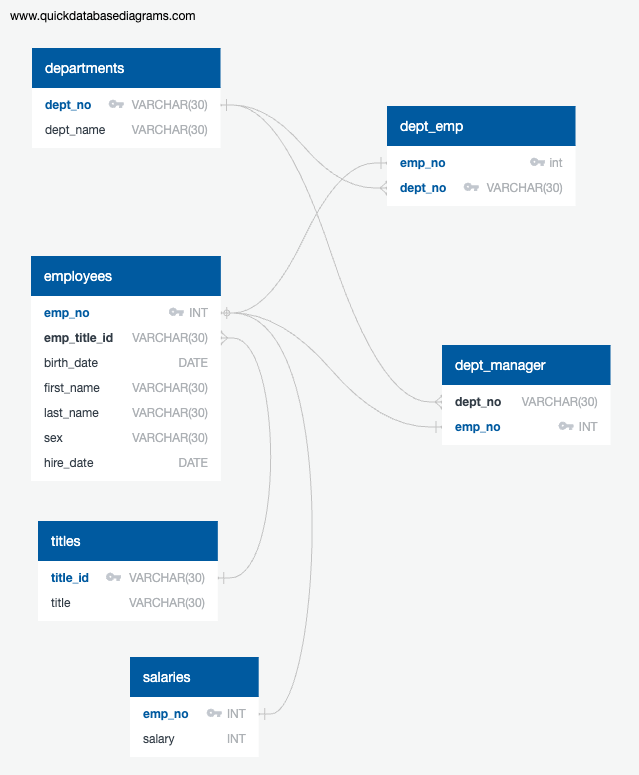 www.quickdatabasediagrams.com
departments
dept_no VARCHAR(30)
dept_name VARCHAR(30)
dept_emp
emp_no int
dept_no VARCHAR(30)
employees
emp_no INT
emp_title_id VARCHAR(30)
birth_date DATE
first_name VARCHAR(30)
last_name VARCHAR(30)
sex VARCHAR(30)
hire_date DATE
dept_manager
dept_no VARCHAR(30)
emp_no INT
titles
title_id VARCHAR(30)
title VARCHAR(30)
salaries
emp_no INT
salary INT